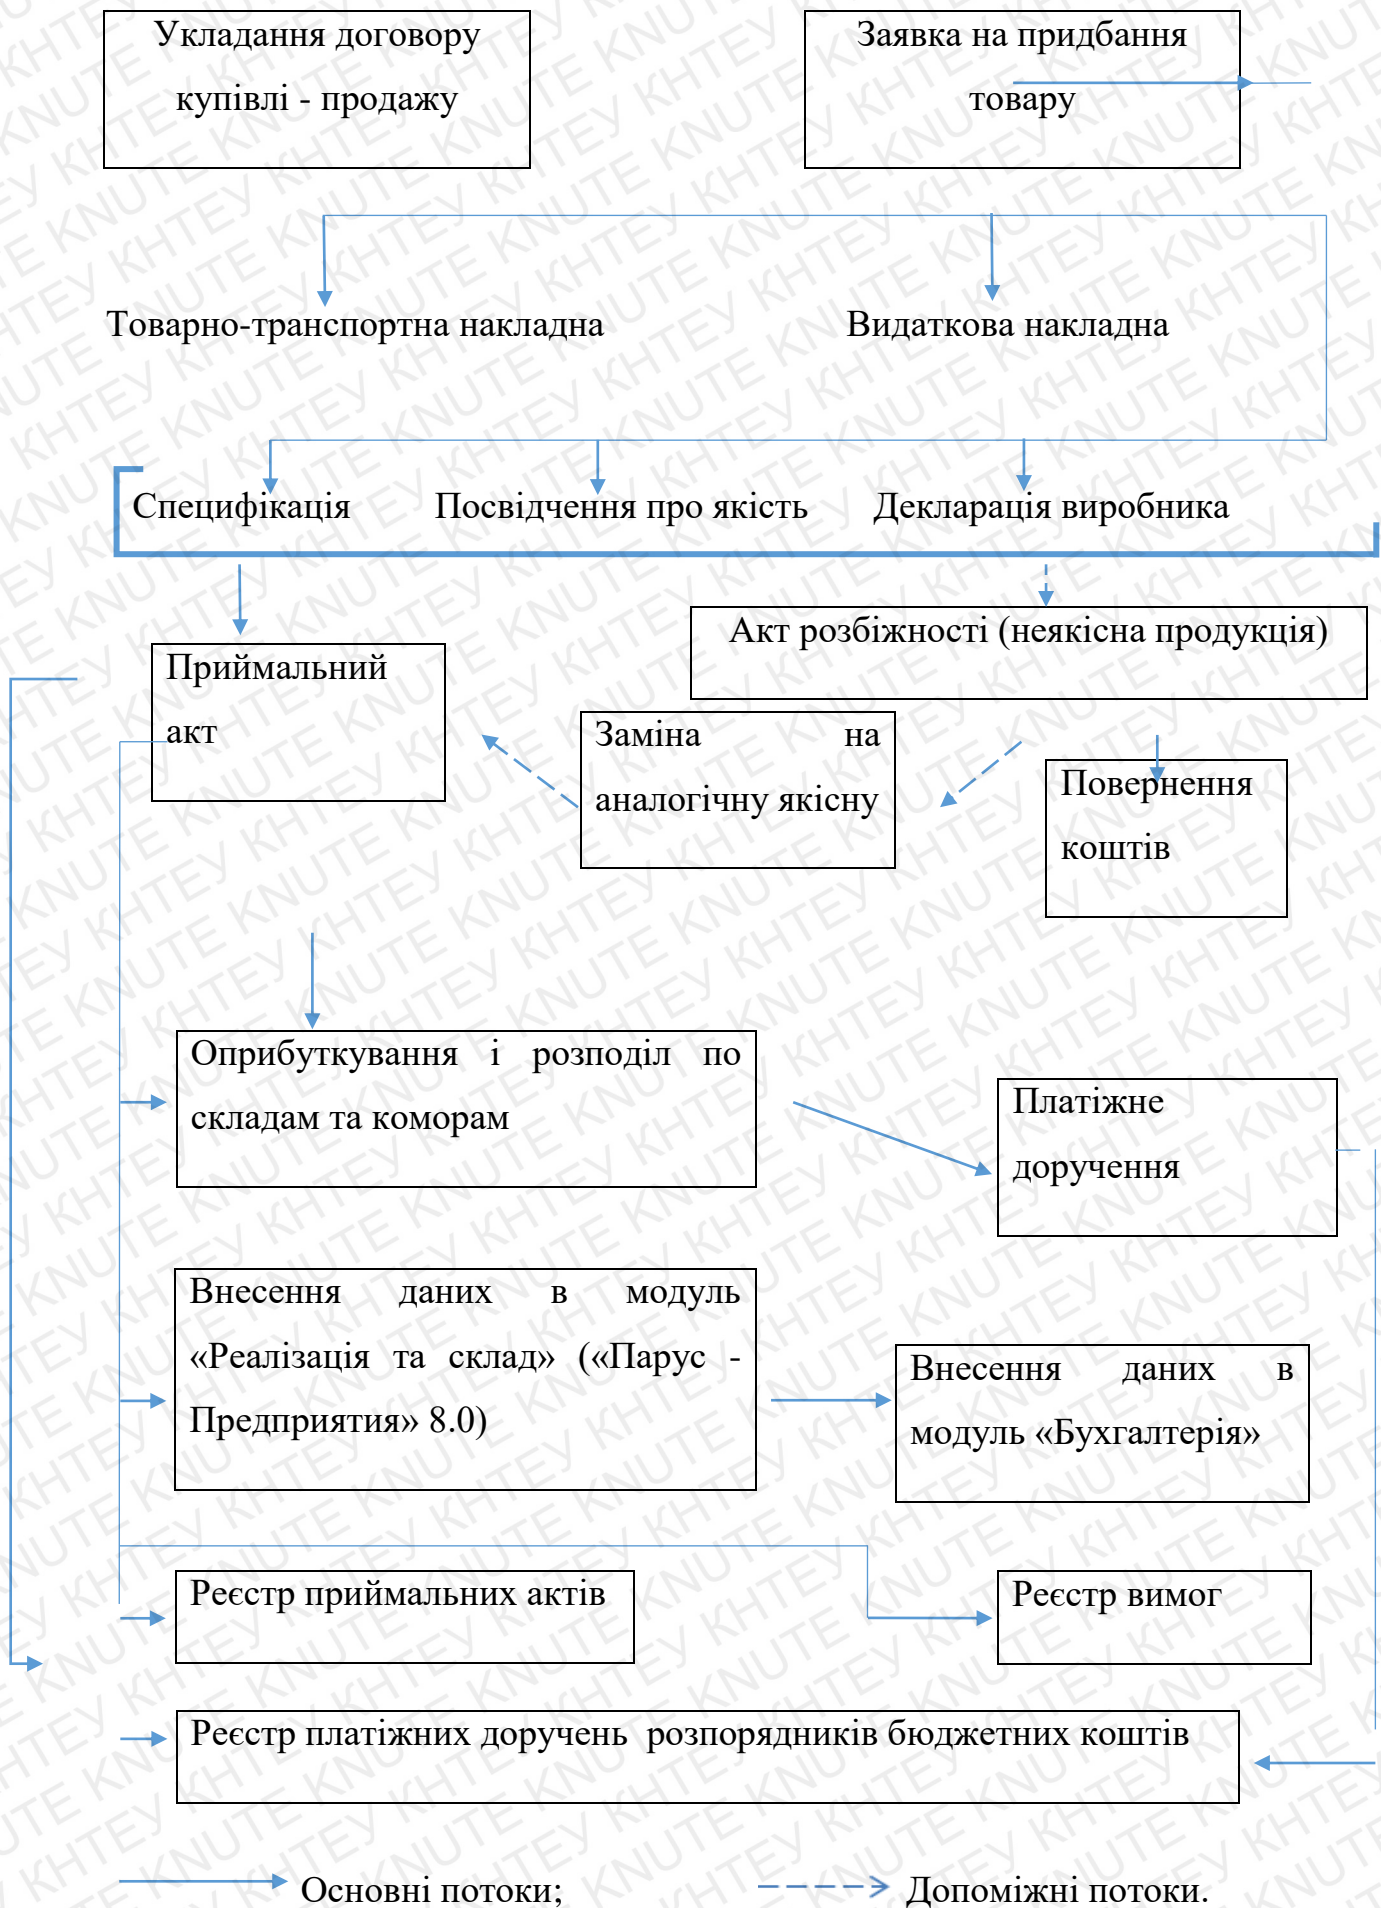 Укладання договору
купівлі - продажу
Заявка на придбання
товару
Товарно-транспортна накладна
Видаткова накладна
Специфікація
Посвідчення про якість
Декларація виробника
Акт розбіжності (неякісна продукція)
Приймальний
акт
Заміна на
аналогічну якісну
Повернення
коштів
Оприбуткування і розподіл по
складам та коморам
Платіжне
доручення
Внесення даних в модуль
«Реалізація та склад» («Парус -
Предприятия» 8.0)
Внесення даних в
модуль «Бухгалтерія»
Реєстр приймальних актів
Реєстр вимог
Реєстр платіжних доручень розпорядників бюджетних коштів
Основні потоки;
Допоміжні потоки.